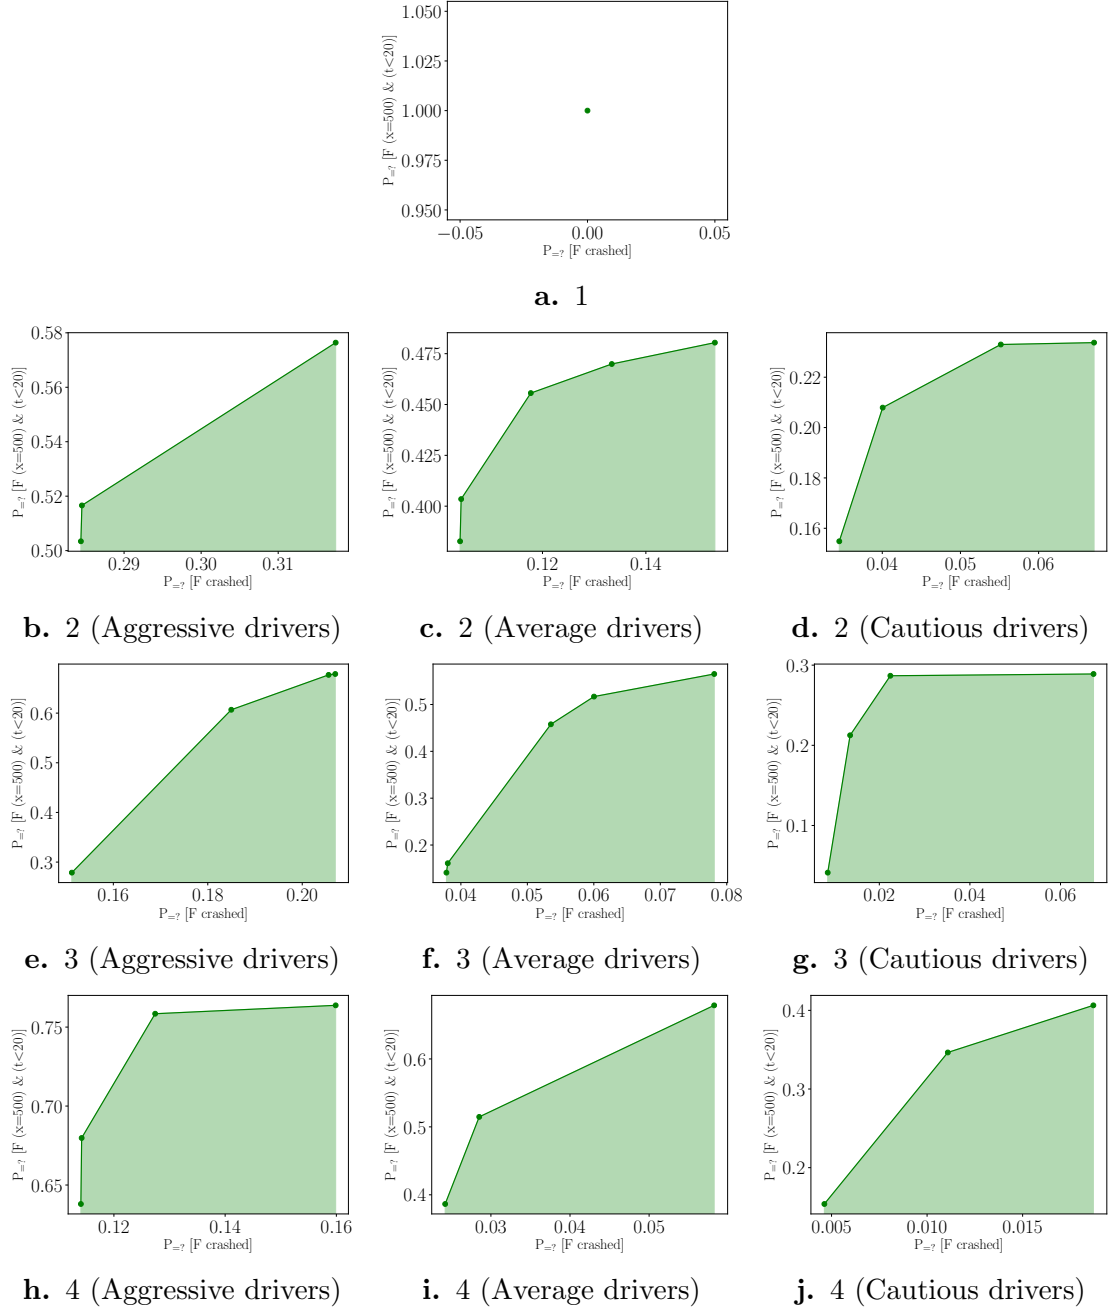 1.050
1.025
1.000
0.975
0.950
P=? [F (x=500) & (t<20)]
−0.05 0.00 0.05
P=? [F crashed]
a. 1
0.58
0.56
0.54
0.52
0.50
P=? [F (x=500) & (t<20)]
0.29 0.30 0.31
P=? [F crashed]
b. 2 (Aggressive drivers)
0.475
0.450
0.425
0.400
P=? [F (x=500) & (t<20)]
0.12 0.14
P=? [F crashed]
c. 2 (Average drivers)
0.22
0.20
0.18
0.16
P=? [F (x=500) & (t<20)]
0.04 0.05 0.06
P=? [F crashed]
d. 2 (Cautious drivers)
0.6
0.5
0.4
0.3
P=? [F (x=500) & (t<20)]
0.16 0.18 0.20
P=? [F crashed]
e. 3 (Aggressive drivers)
0.5
0.4
0.3
0.2
P=? [F (x=500) & (t<20)]
0.04 0.05 0.06 0.07 0.08
P=? [F crashed]
f. 3 (Average drivers)
0.3
0.2
0.1
P=? [F (x=500) & (t<20)]
0.02 0.04 0.06
P=? [F crashed]
g. 3 (Cautious drivers)
0.75
0.70
0.65
P=? [F (x=500) & (t<20)]
0.12 0.14 0.16
P=? [F crashed]
h. 4 (Aggressive drivers)
0.6
0.5
0.4
P=? [F (x=500) & (t<20)]
0.03 0.04 0.05
P=? [F crashed]
i. 4 (Average drivers)
0.4
0.3
0.2
P=? [F (x=500) & (t<20)]
0.005 0.010 0.015
P=? [F crashed]
j. 4 (Cautious drivers)